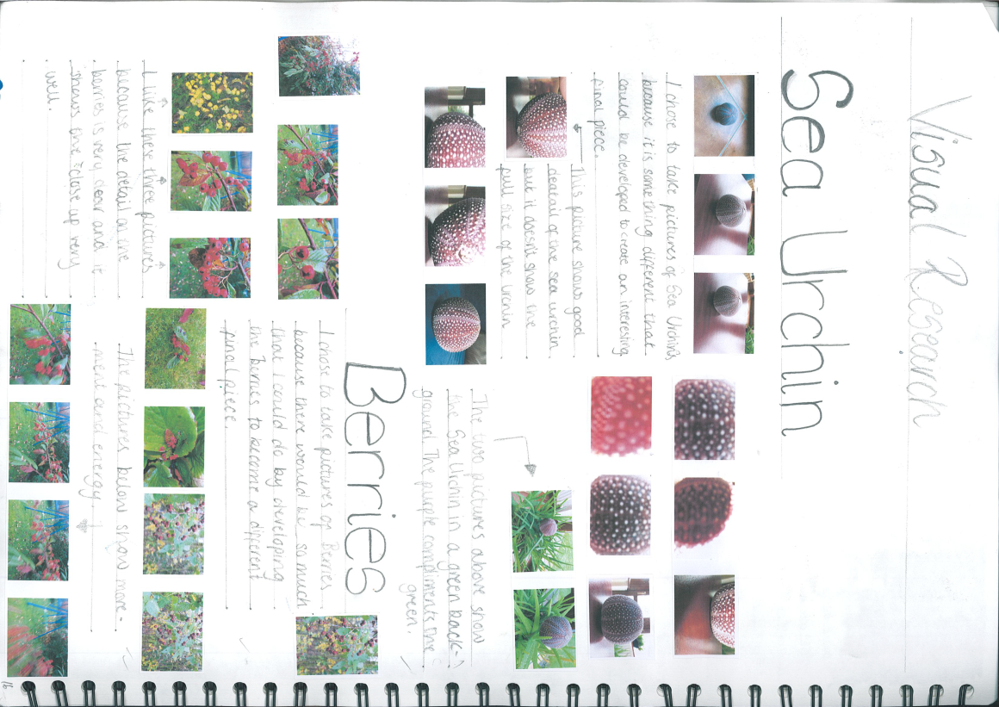 Visual Research
Sea Urchin
I chose to take pictures of Sea Urchins
because it is something different that
could be developed to create an interesting
final piece.
This picture shows good
deatail of the sea urchin
but it doesn't show the
full size of the urchin
The two pictures above show
the Sea Urchin in a green back-
ground. The purple compliments the
green.
Berries
I chose to take pictures of Berries
because there would be so much
that I could do by developing
the berries to become a different
final piece.
I like these three pictures
because the detail on the
berries is very clear and it
shows the close up very
well.
The pictures below show more-
ment and energy.
16